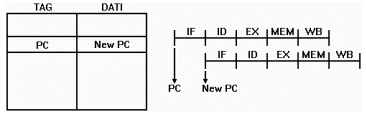 TAG DATI
PC New PC
IF ID EX MEM WB
IF ID EX MEM WB
PC New PC